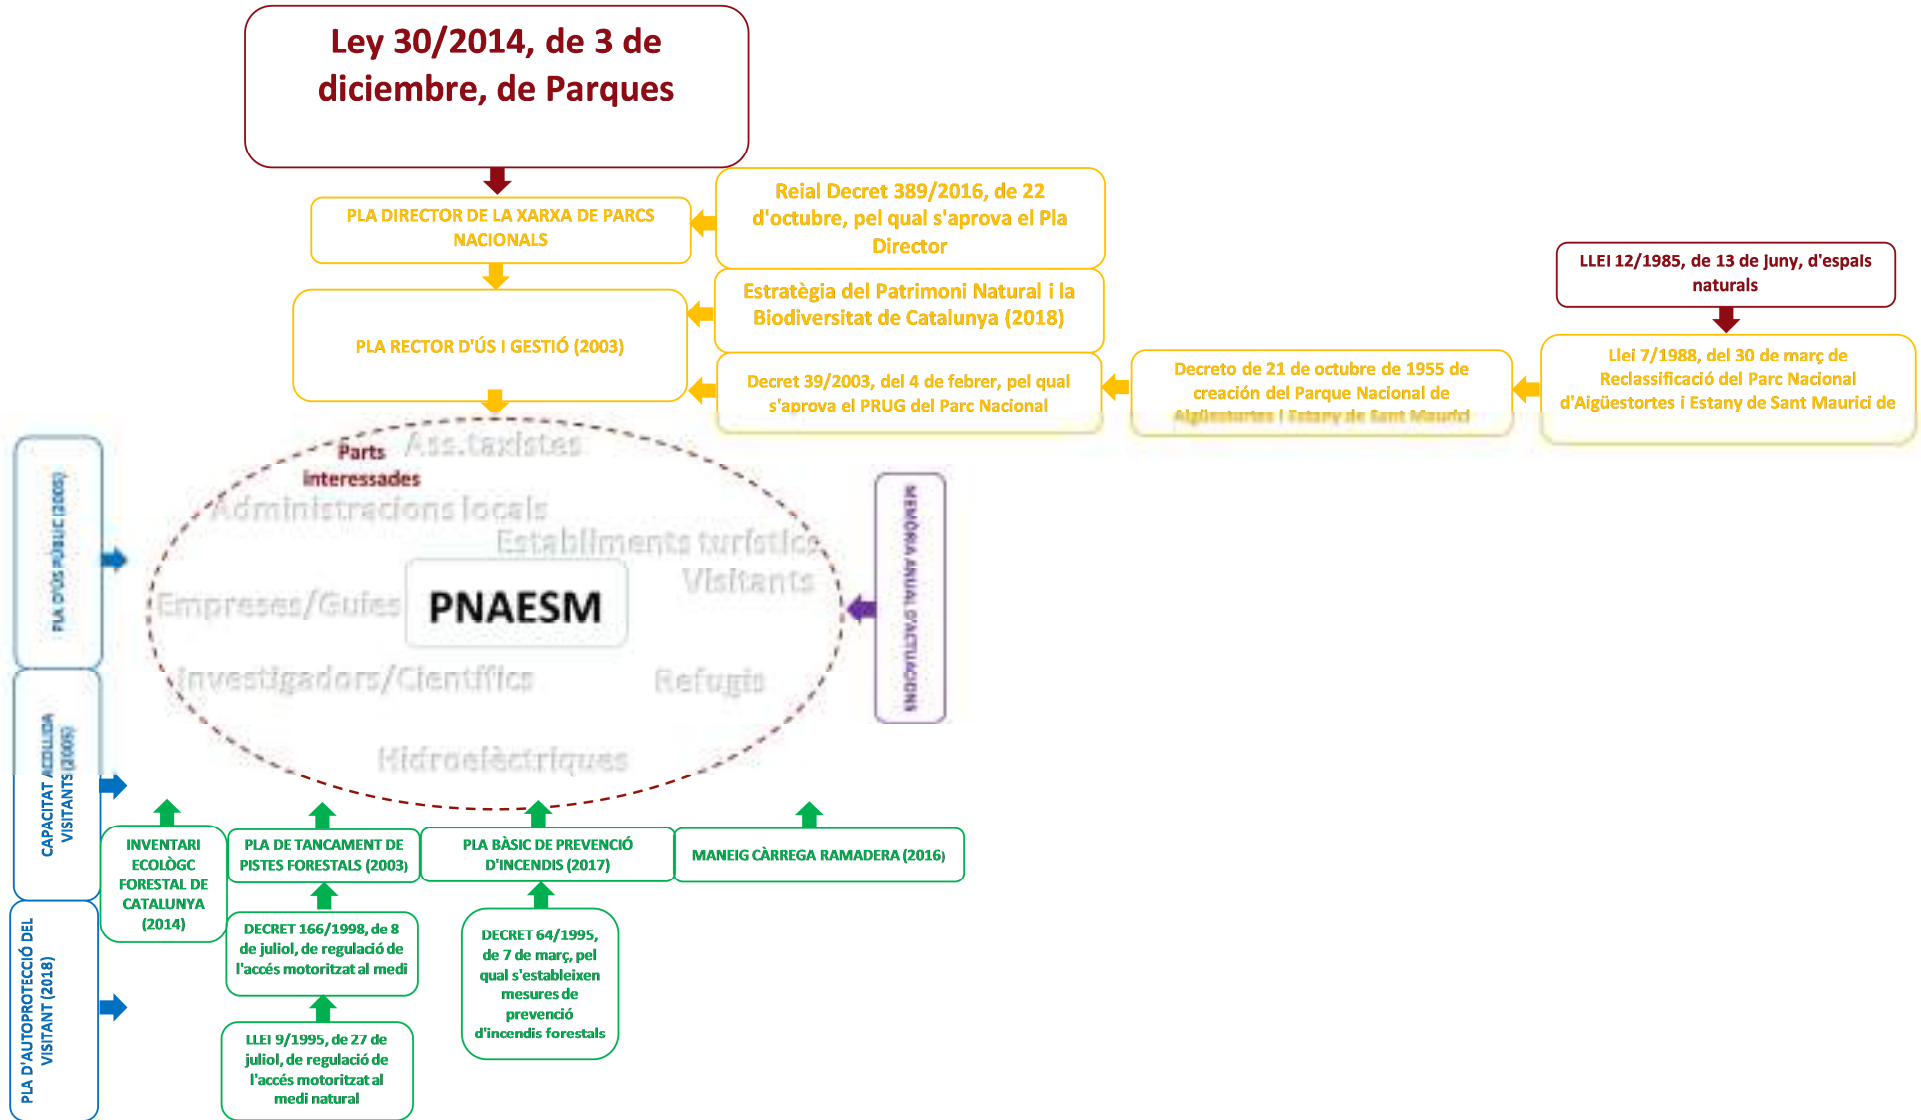 Ley 30/2014, de 3 de
diciembre, de Parques
PLA DIRECTOR DE LA XARXA DE PARCS
NACIONALS
Reial Decret 389/2016, de 22
d'octubre, pel qual s'aprova el Pla
Director
Estratègia del Patrimoni Natural i la
Biodiversitat de Catalunya (2018)
PLA RECTOR D'ÚS I GESTIÓ (2003)
Decret 39/2003, del 4 de febrer, pel qual
s'aprova el PRUG del Parc Nacional
Decreto de 21 de octubre de 1955 de
creación del Parque Nacional de
Aigüestortes i Estany de Sant Maurici
LLEI 12/1985, de 13 de juny, d'espais
naturals
Llei 7/1988, del 30 de març de
Reclassificació del Parc Nacional
d'Aigüestortes i Estany de Sant Maurici de
Parts
interessades
Ass.taxistes
Administracions locals
Establiments turístics
Visitants
Empreses/Guies
PNAESM
Investigadors/Científics
Refugis
Hidroelèctriques
PLA D'ÚS PÚBLIC (2005)
CAPACITAT ACOLLIDA
VISITANTS (2005)
PLA D'AUTOPROTECCIÓ DEL
VISITANT (2018)
MEMÒRIA ANUAL D'ACTUACIONS
INVENTARI
ECOLÒGC
FORESTAL DE
CATALUNYA
(2014)
PLA DE TANCAMENT DE
PISTES FORESTALS (2003)
PLA BÀSIC DE PREVENCIÓ
D'INCENDIS (2017)
MANEIG CÀRREGA RAMADERA (2016)
DECRET 166/1998, de 8
de juliol, de regulació de
l'accés motoritzat al medi
LLEI 9/1995, de 27 de
juliol, de regulació de
l'accés motoritzat al
medi natural
DECRET 64/1995,
de 7 de març, pel
qual s'estableixen
mesures de
prevenció
d'incendis forestals